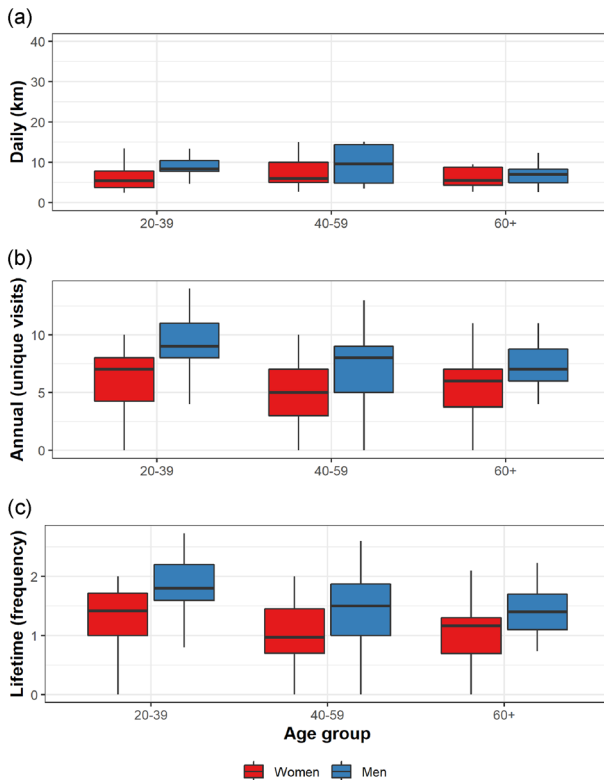 (a)
Daily (km)
40
30
20
10
0
20-39 40-59 60+
(b)
Annual (unique visits)
10
5
0
20-39 40-59 60+
(c)
Lifetime (frequency)
2
1
0
20-39 40-59 60+
Age group
Women Men